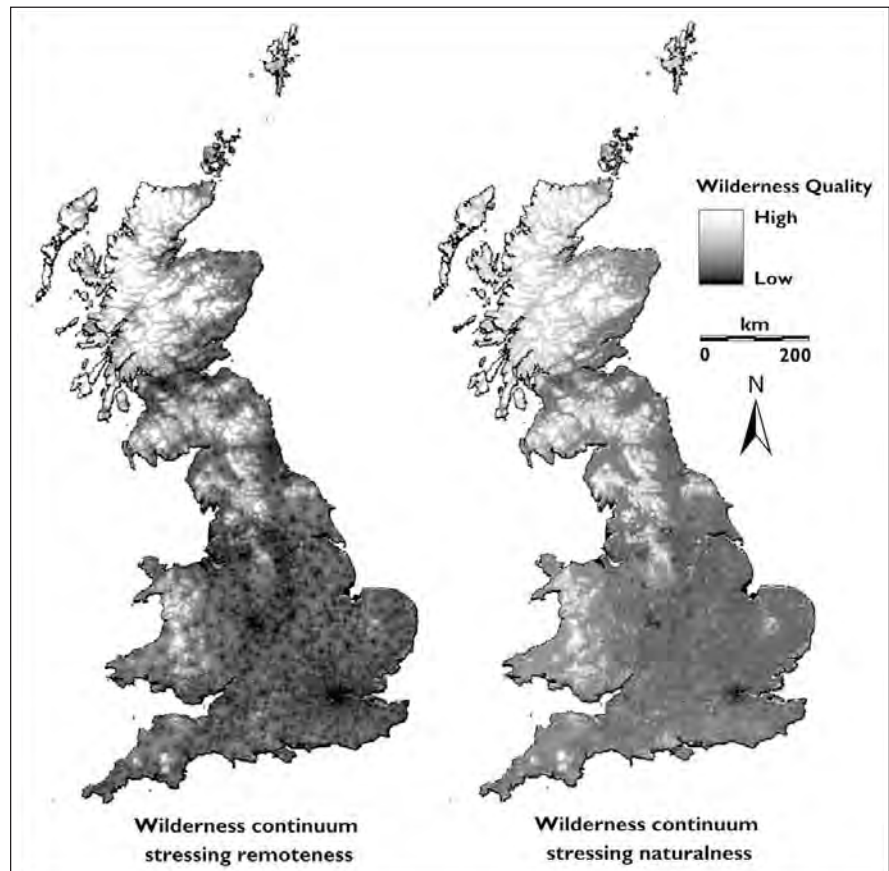 Wilderness Quality
High
Low
km
0 200
N
Wilderness continuum
stressing remoteness
Wilderness continuum
stressing naturalness